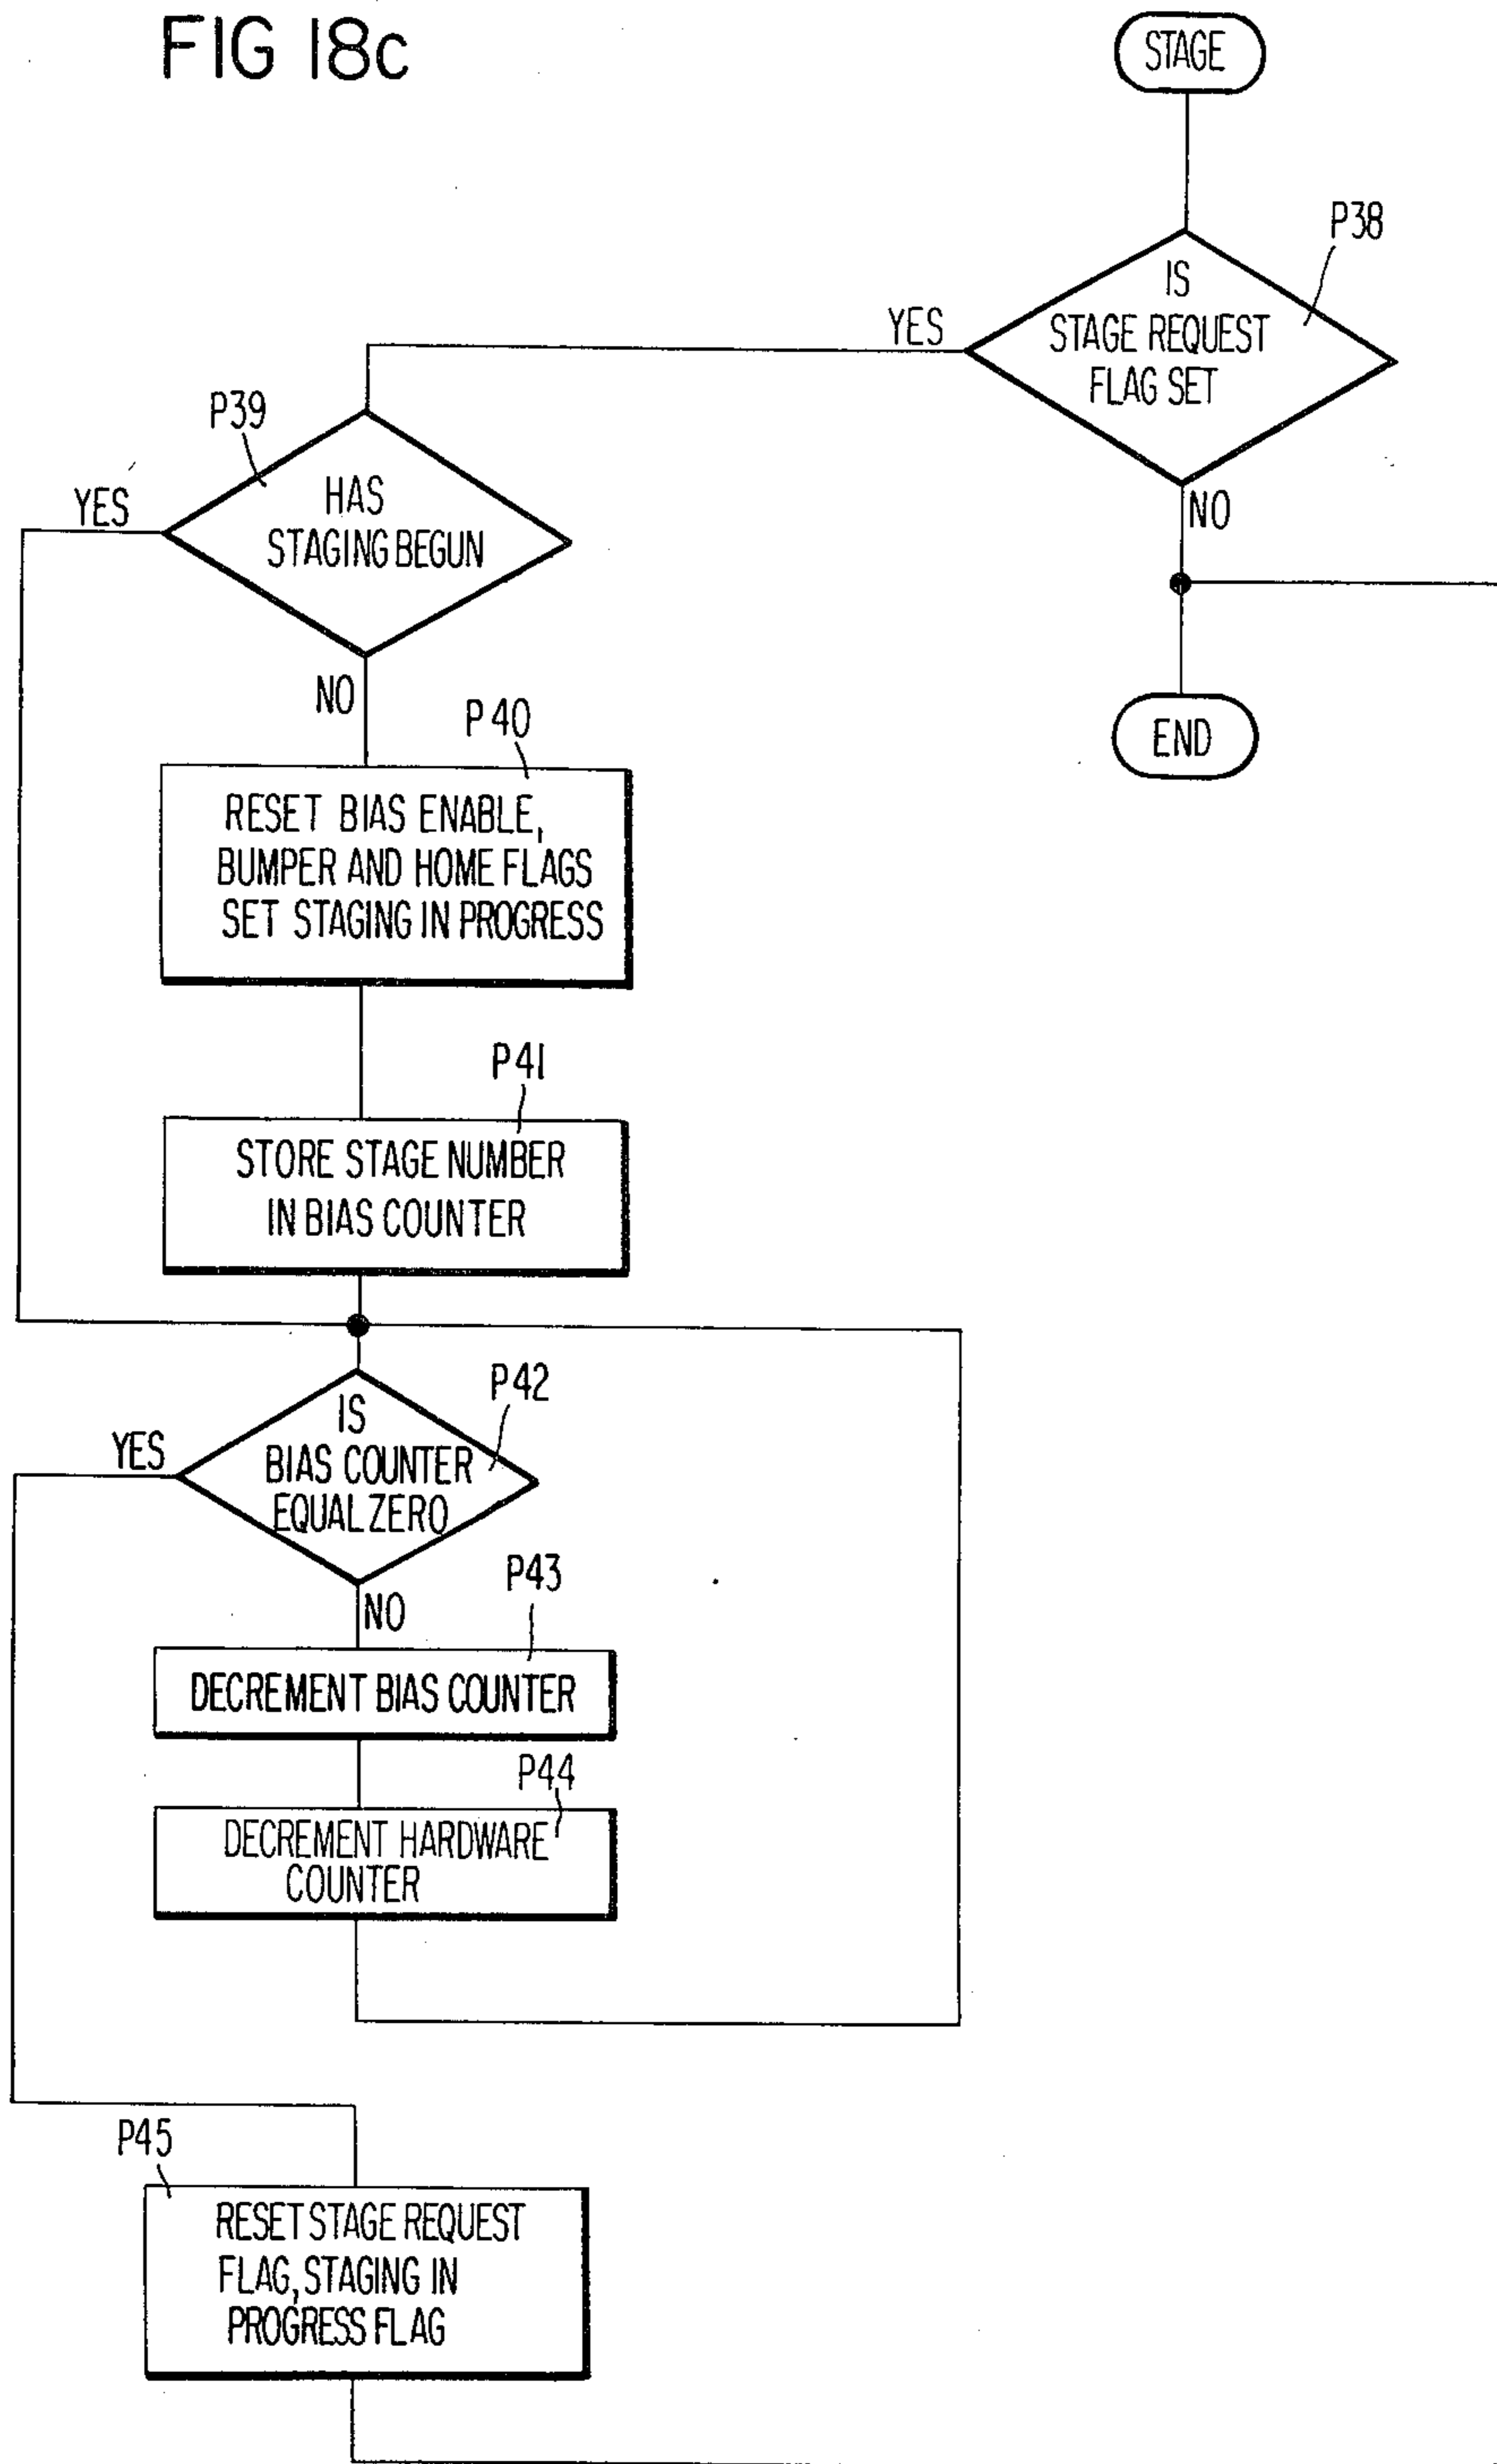 FIG 18c
STAGE
P38
IS
STAGE REQUEST
FLAG SET
YES
NO
END
P39
HAS
STAGING BEGUN
YES
NO
P40
RESET BIAS ENABLE,
BUMPER AND HOME FLAGS
SET STAGING IN PROGRESS
P41
STORE STAGE NUMBER
IN BIAS COUNTER
P42
IS
BIAS COUNTER
EQUAL ZERO
YES
NO
P43
DECREMENT BIAS COUNTER
P44
DECREMENT HARDWARE
COUNTER
P45
RESET STAGE REQUEST
FLAG, STAGING IN
PROGRESS FLAG